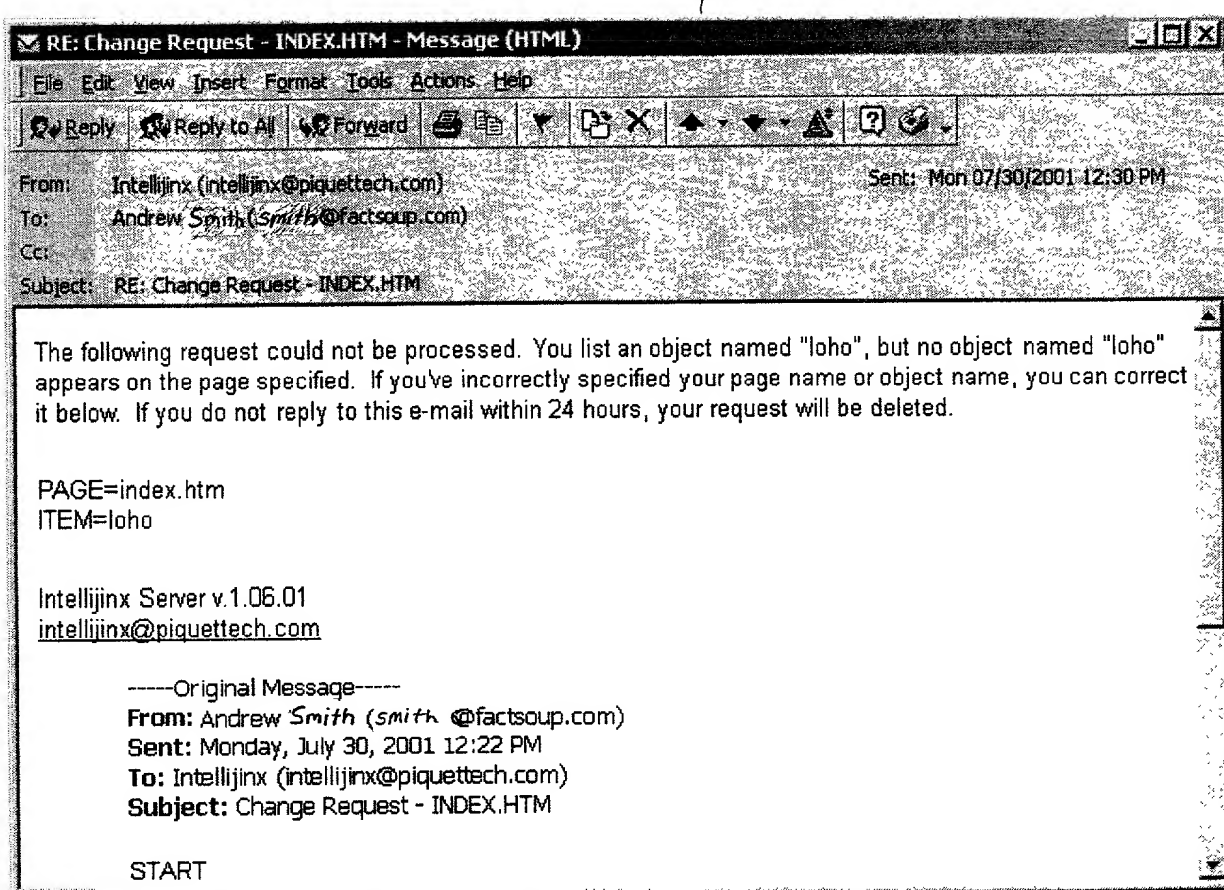 RE: Change Request - INDEX.HTM - Message (HTML)
File Edit View Insert Format Tools Actions Help
Reply Reply to All Forward
From: Intellijinx (intellijinx@piquettech.com) Sent: Mon 07/30/2001 12:30 PM
To: Andrew Smith (smith@factsoup.com)
Cc:
Subject: RE: Change Request - INDEX.HTM
The following request could not be processed. You list an object named "loho", but no object named "loho"
appears on the page specified. If you've incorrectly specified your page name or object name, you can correct
it below. If you do not reply to this e-mail within 24 hours, your request will be deleted.
PAGE=index.htm
ITEM=loho
Intellijinx Server v.1.06.01
intellijinx@piquettech.com
-----Original Message-----
From: Andrew Smith (smith @factsoup.com)
Sent: Monday, July 30, 2001 12:22 PM
To: Intellijinx (intellijinx@piquettech.com)
Subject: Change Request - INDEX.HTM
START